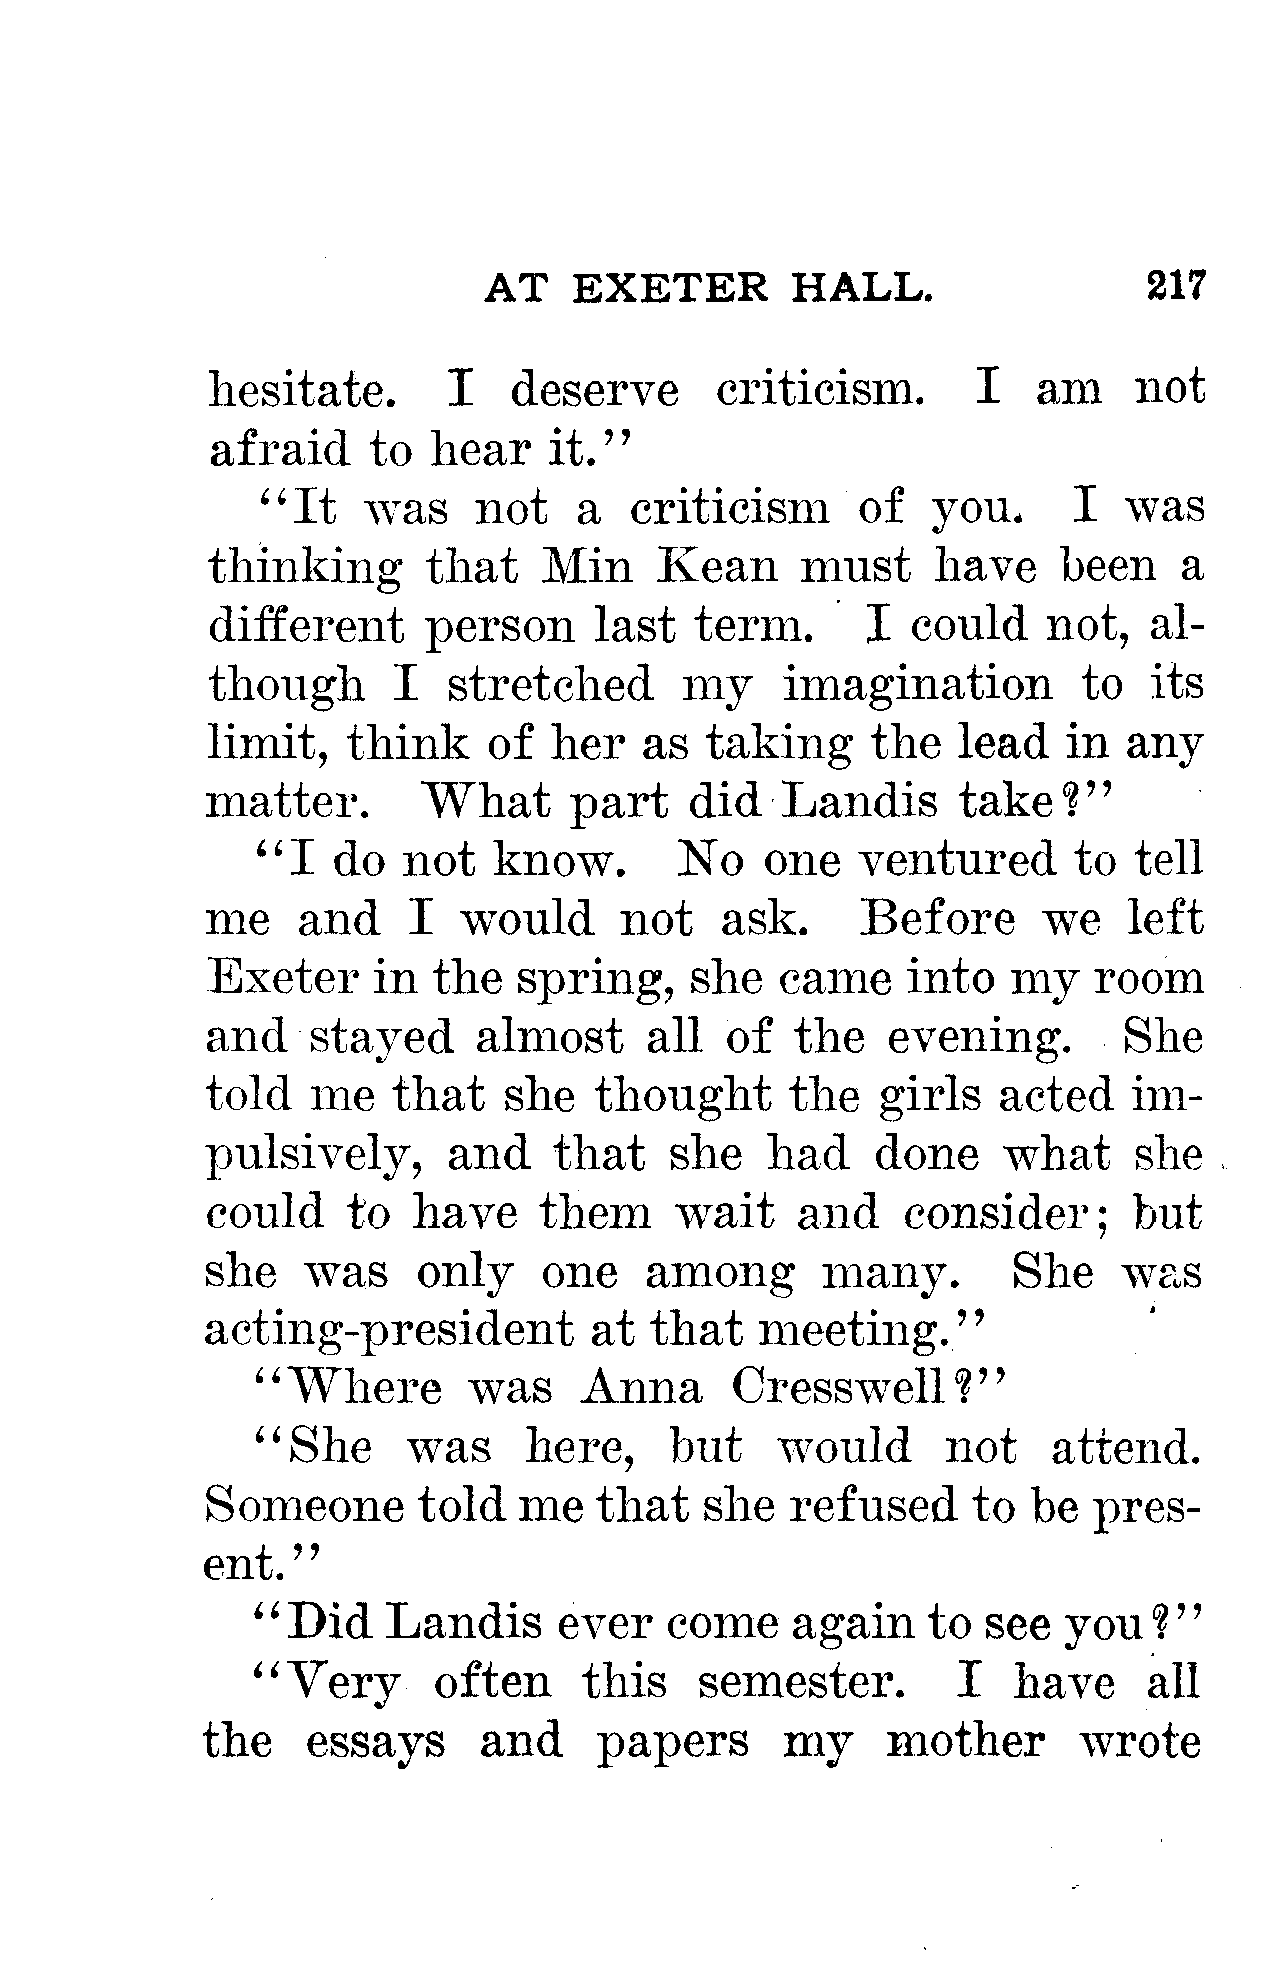 AT EXETER HALL. 217
hesitate. I deserve criticism. I am not
afraid to hear it."
"It was not a criticism of you. I was
thinking that Min Kean must have been a
different person last term. I could not, al-
though I stretched my imagination to its
limit, think of her as taking the lead in any
matter. What part did Landis take?"
"I do not know. No one ventured to tell
me and I would not ask. Before we left
Exeter in the spring, she came into my room
and stayed almost all of the evening. She
told me that she thought the girls acted im-
pulsively, and that she had done what she
could to have them wait and consider; but
she was only one among many. She was
acting-president at that meeting."
"Where was Anna Cresswell?"
"She was here, but would not attend.
Someone told me that she refused to be pres-
ent."
"Did Landis ever come again to see you?"
"Very often this semester. I have all
the essays and papers my mother wrote